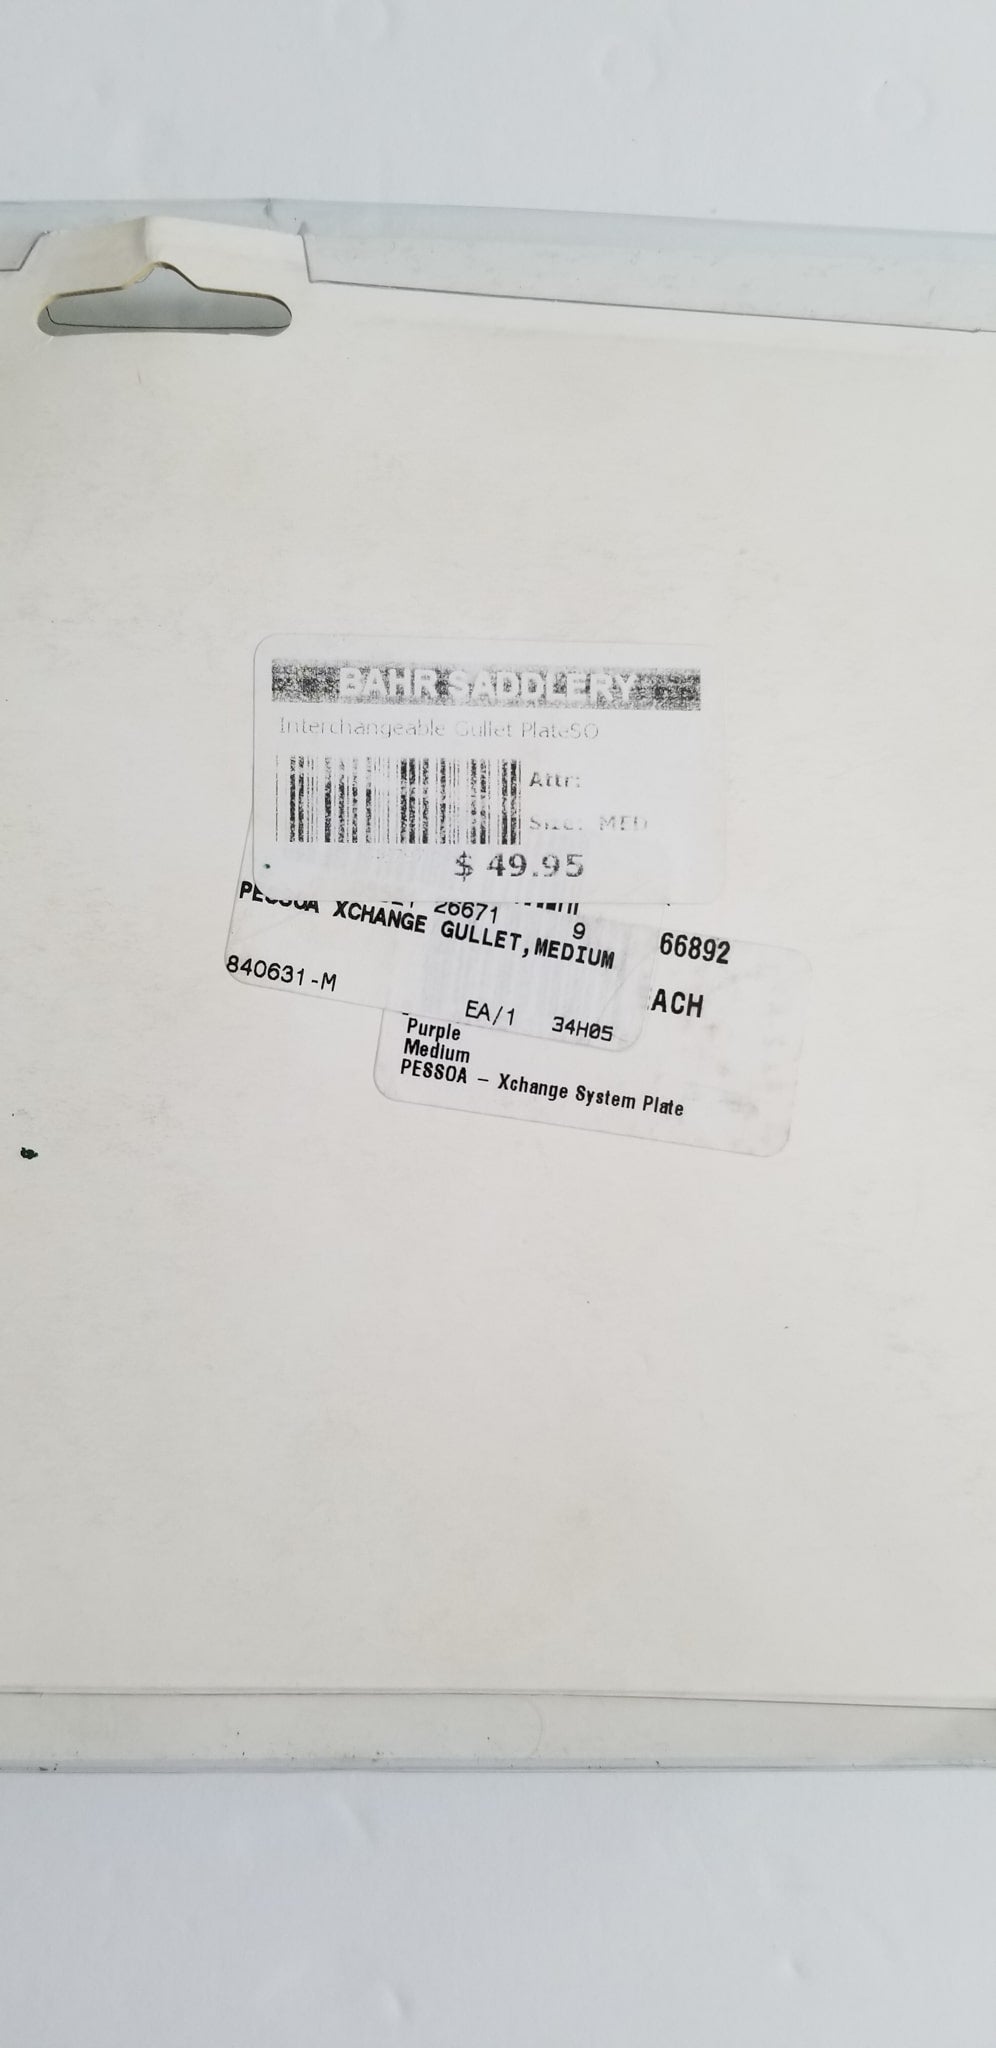 BAHR SADDLERY
Interchangeable Gullet PlateSO
Attr:
Size: MED
$ 49.95
26671
9
PESSOA XCHANGE GULLET, MEDIUM
840631-M
EA/1 34H05
66892
ACH
Purple
Medium
PESSOA - Xchange System Plate